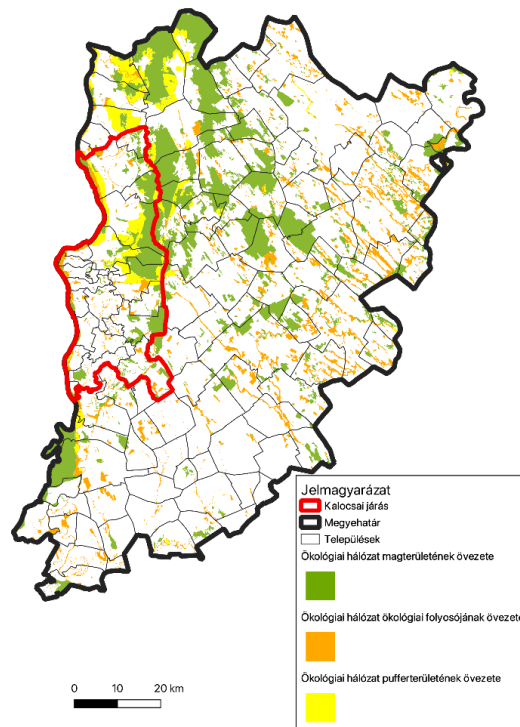 Jelmagyarázat
Kalocsai járás
Megyehatár
Települések
Ökológiai hálózat magterületének övezete
Ökológiai hálózat ökológiai folyosójának övezete
Ökológiai hálózat pufferterületének övezete
0 10 20 km